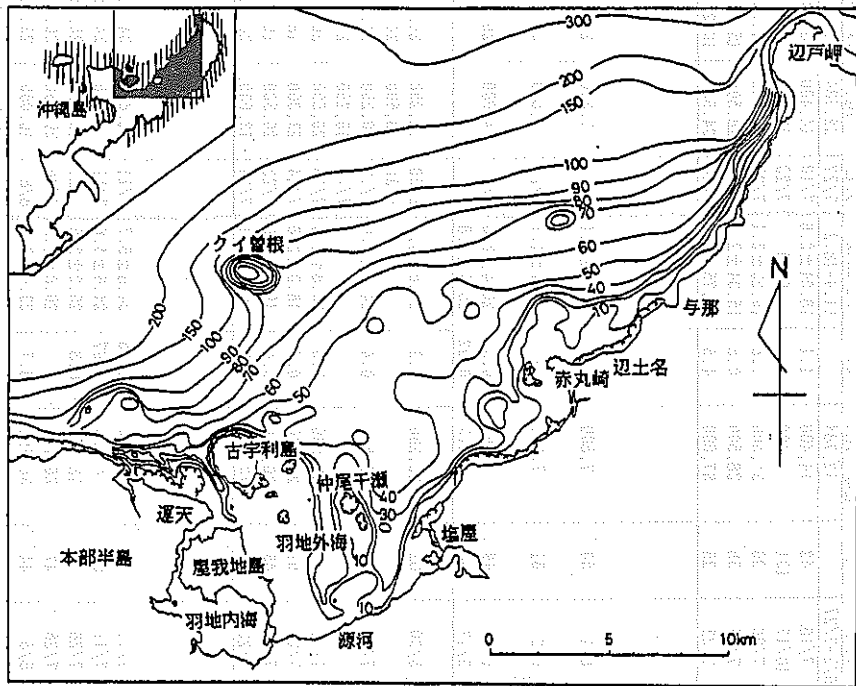 300
辺戸岬
200
150
沖縄島
100
90
80
70
クイ曽根
60
50
N
40
10
与那
200
150
100
90
80
70
60
50
辺土名
赤丸崎
古宇利島
仲尾干瀬
40
30
運天
羽地外海
塩屋
本部半島
屋我地島
10
羽地内海
10
源河
0 5 10km